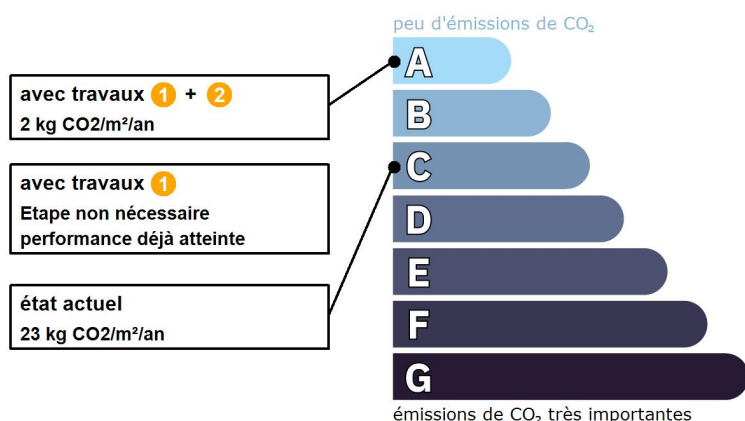 peu d'émissions de CO₂
A
avec travaux 1 + 2
2 kg CO2/m²/an
B
C
avec travaux 1
Etape non nécessaire
performance déjà atteinte
D
E
état actuel
23 kg CO2/m²/an
F
G
émissions de CO₂ très importantes